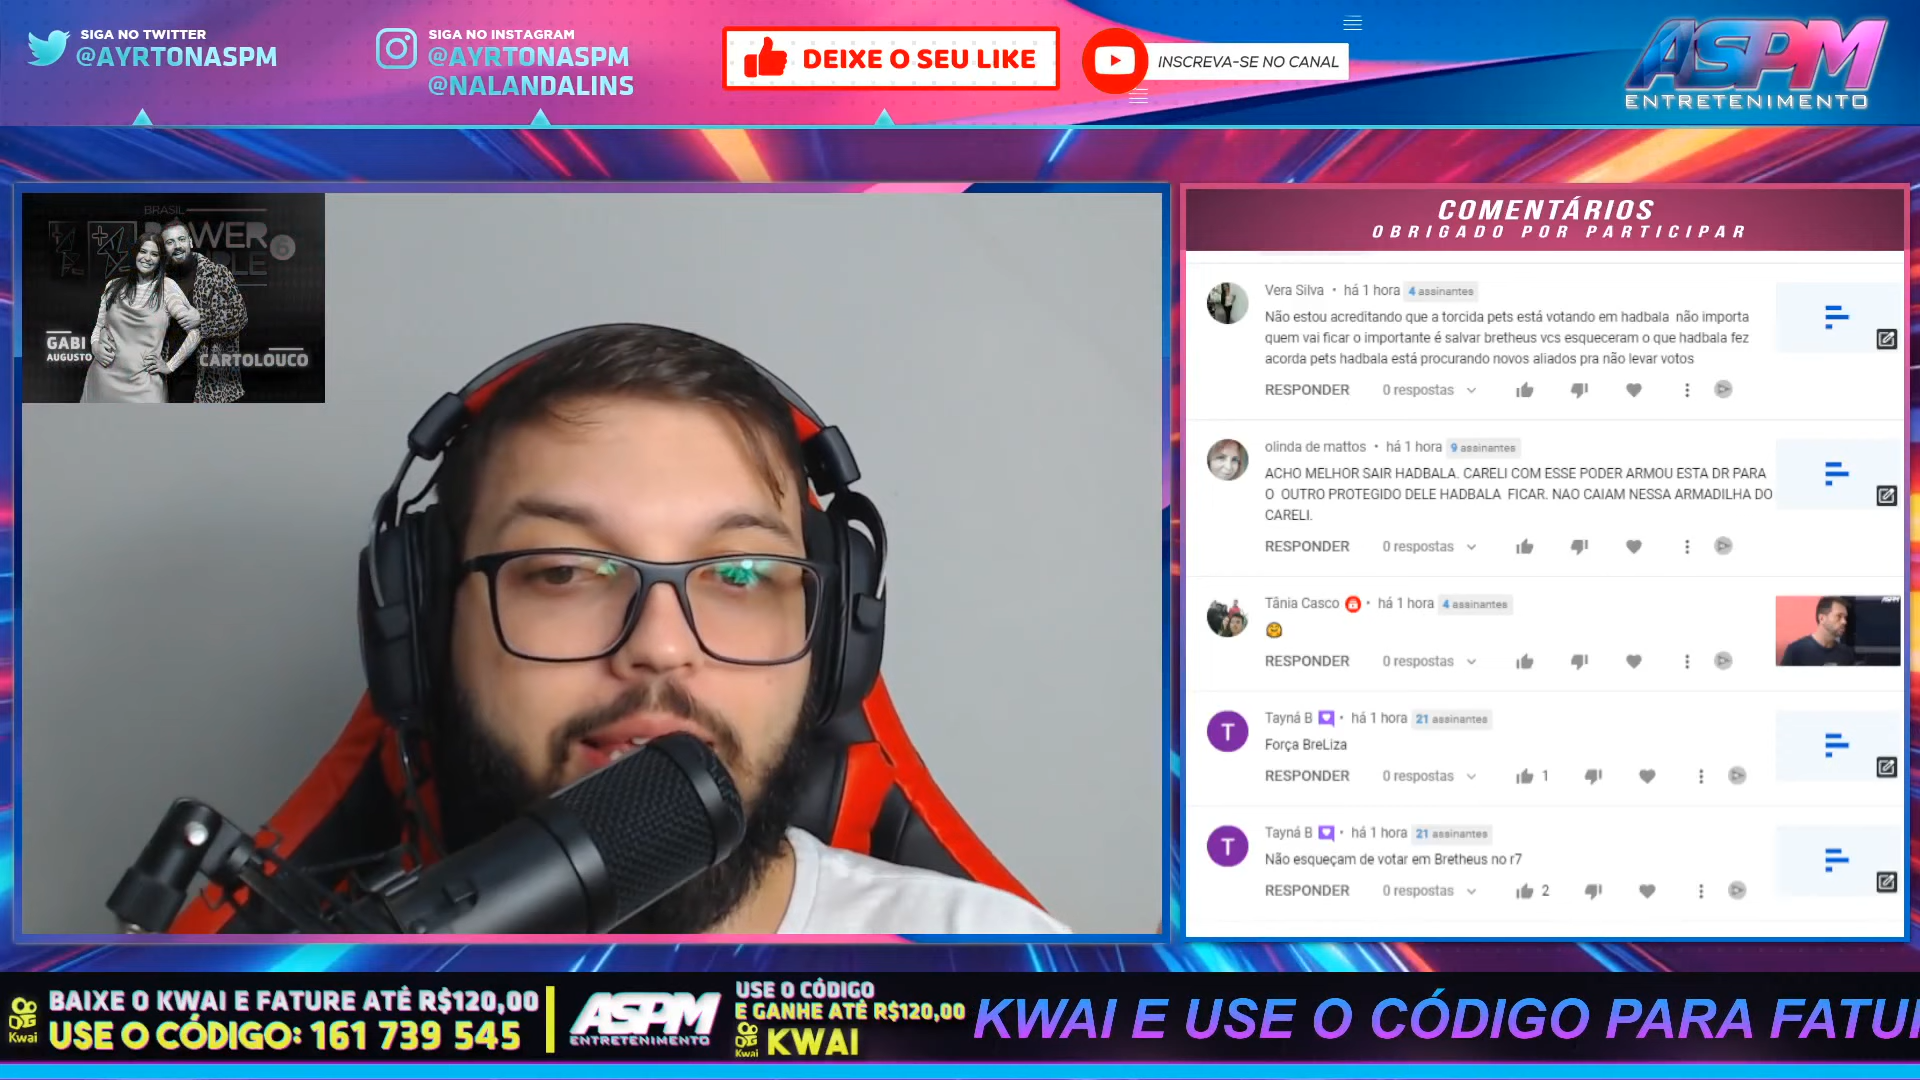 SIGA NO TWITTER
@AYRTONASPM
SIGA NO INSTAGRAM
@AYRTONASPM
@NALANDALINS
DEIXE O SEU LIKE
INSCREVA-SE NO CANAL
ASPM
ENTRETENIMENTO
BRASIL
POWER
COUPLE
5
GABI
AUGUSTO
CARTOLOUCO
COMENTÁRIOS
OBRIGADO POR PARTICIPAR
Vera Silva • há 1 hora 4 assinantes
Não estou acreditando que a torcida pets está votando em hadbala não importa
quem vai ficar o importante é salvar bretheus vcs esqueceram o que hadbala fez
acorda pets hadbala está procurando novos aliados pra não levar votos
RESPONDER 0 respostas
olinda de mattos • há 1 hora 9 assinantes
ACHO MELHOR SAIR HADBALA. CARELI COM ESSE PODER ARMOU ESTA DR PARA
O OUTRO PROTEGIDO DELE HADBALA FICAR. NAO CAIAM NESSA ARMADILHA DO
CARELI.
RESPONDER 0 respostas
Tânia Casco • há 1 hora 4 assinantes
RESPONDER 0 respostas
ASPM
T
Tayná B • há 1 hora 21 assinantes
Força BreLiza
RESPONDER 0 respostas 1
T
Tayná B • há 1 hora 21 assinantes
Não esqueçam de votar em Bretheus no r7
RESPONDER 0 respostas 2
Kwai
BAIXE O KWAI E FATURE ATÉ R$120,00
USE O CÓDIGO: 161 739 545
ASPM
ENTRETENIMENTO
USE O CÓDIGO
E GANHE ATÉ R$120,00
Kwai
KWAI
KWAI E USE O CÓDIGO PARA FATU